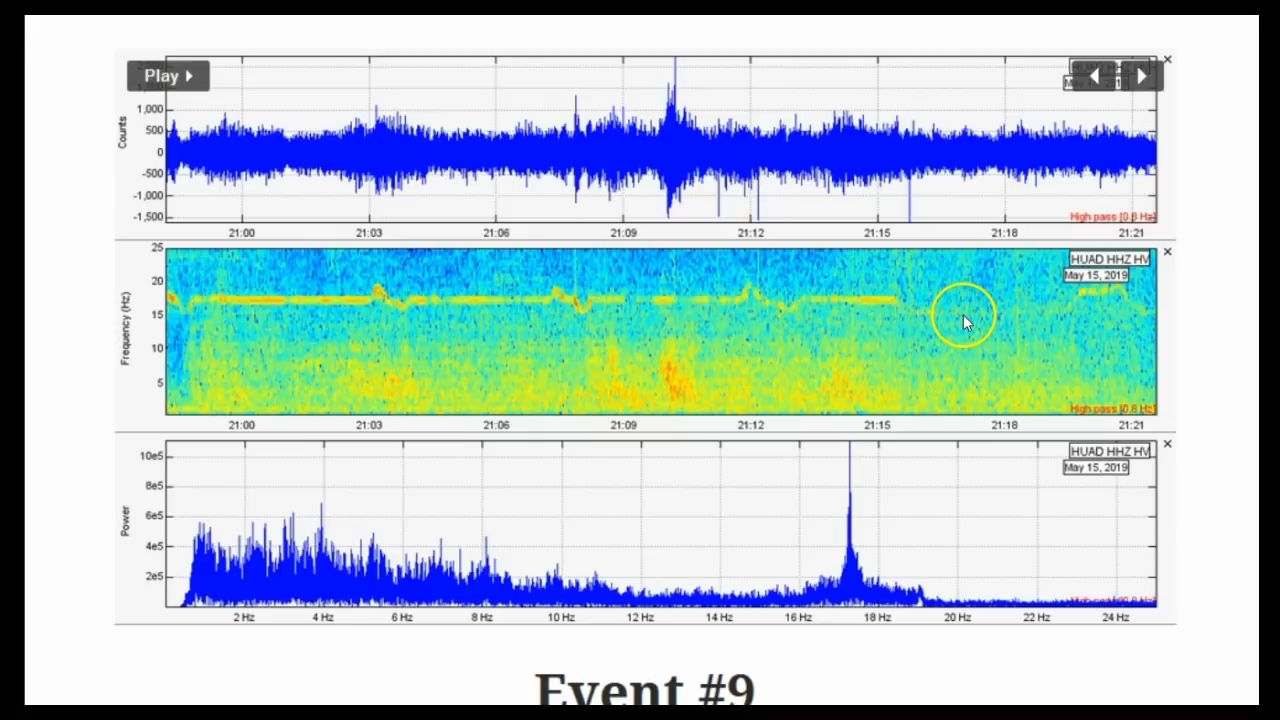 Play
1,000
500
0
-500
-1,000
-1,500
Counts
High pass [0.8 Hz]
21:00 21:03 21:06 21:09 21:12 21:15 21:18 21:21
HUAD HHZ HV
May 15, 2019
25
20
15
10
5
Frequency (Hz)
High pass [0.8 Hz]
21:00 21:03 21:06 21:09 21:12 21:15 21:18 21:21
HUAD HHZ HV
May 15, 2019
10e5
8e5
6e5
4e5
2e5
Power
2 Hz 4 Hz 6 Hz 8 Hz 10 Hz 12 Hz 14 Hz 16 Hz 18 Hz 20 Hz 22 Hz 24 Hz
Event #9